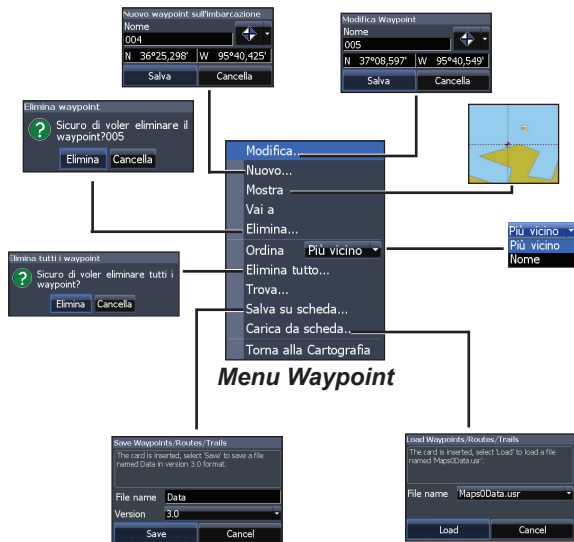 Nuovo waypoint sull'imbarcazione
Nome
004
N 36°25,298' W 95°40,425'
Salva Cancella
Modifica Waypoint
Nome
005
N 37°08,597' W 95°40,549'
Salva Cancella
Elimina waypoint
Sicuro di voler eliminare il
waypoint?005
Elimina Cancella
Modifica...
Nuovo...
Mostra
Vai a
Elimina...
Ordina Più vicino
Elimina tutto...
Trova...
Salva su scheda...
Carica da scheda...
Torna alla Cartografia
Più vicino
Più vicino
Nome
Elimina tutti i waypoint
Sicuro di voler eliminare tutti i
waypoint?
Elimina Cancella
Menu Waypoint
Save Waypoints/Routes/Trails
The card is inserted, select 'Save' to save a file
named Data in version 3.0 format.
File name Data
Version 3.0
Save Cancel
Load Waypoints/Routes/Trails
The card is inserted, select 'Load' to load a file
named 'Maps0Data.usr'.
File name Maps0Data.usr
Load Cancel